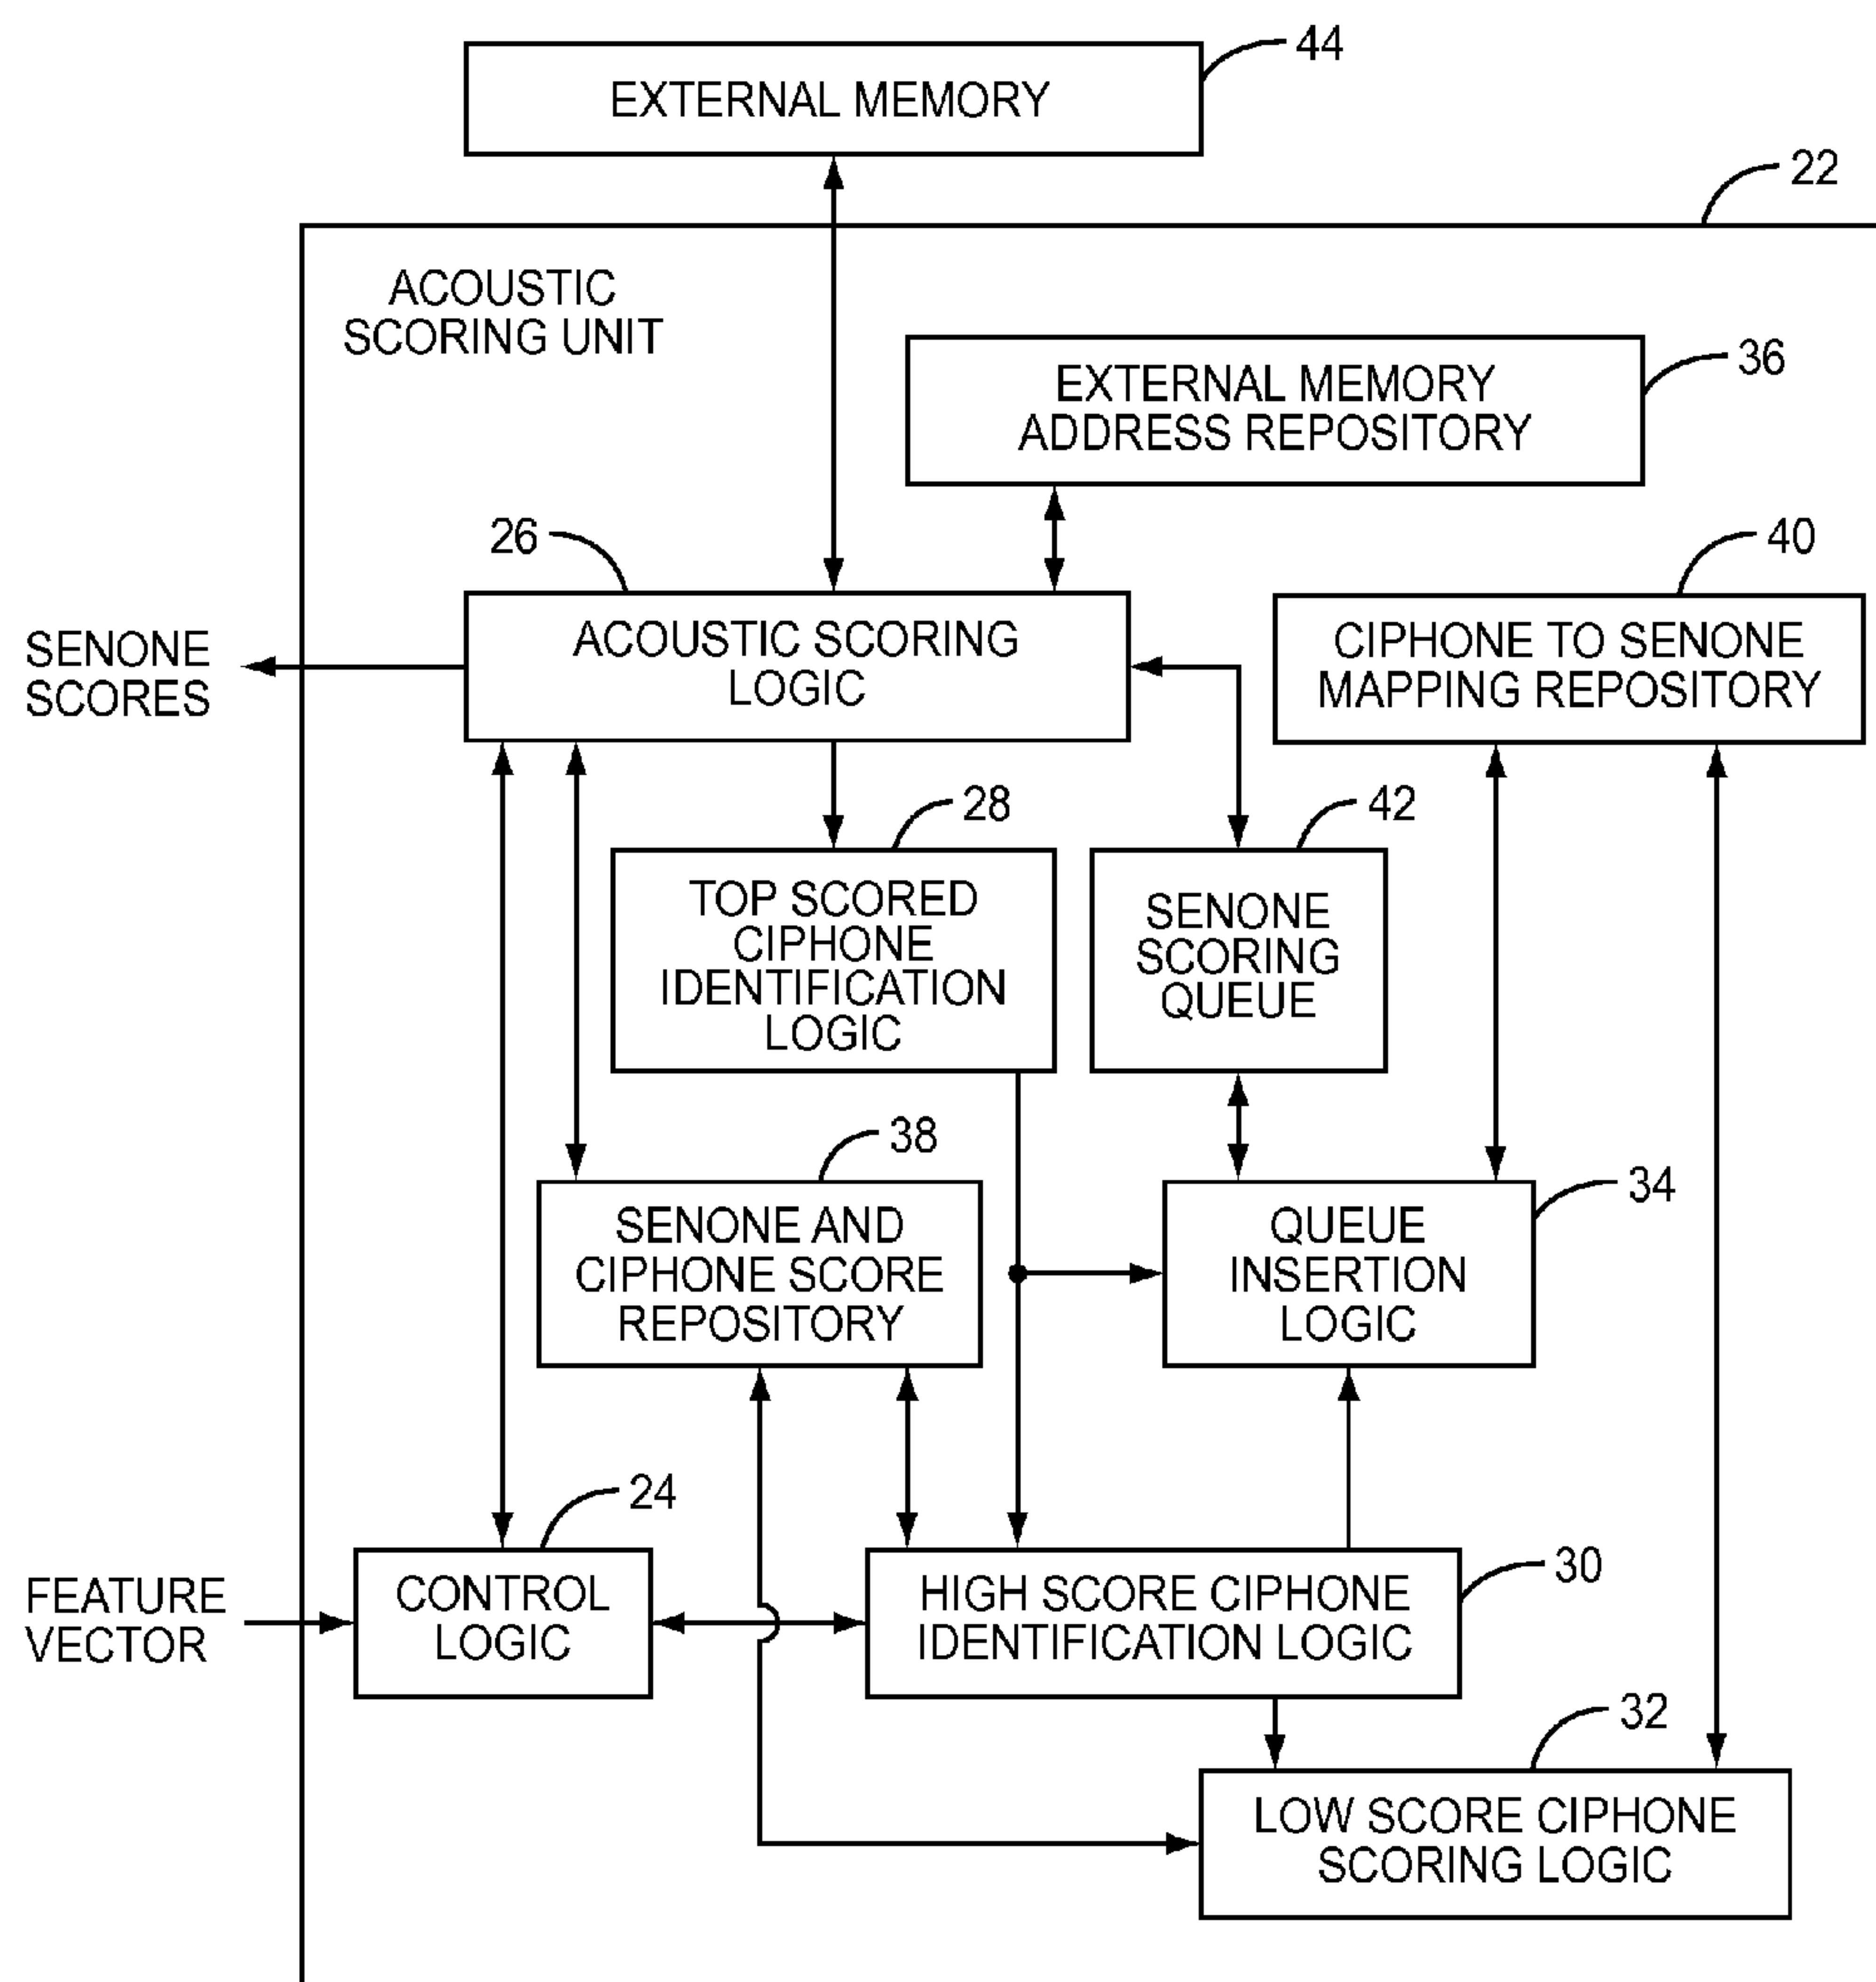 44
EXTERNAL MEMORY
22
ACOUSTIC
SCORING UNIT
36
EXTERNAL MEMORY
ADDRESS REPOSITORY
26
40
SENONE
SCORES
ACOUSTIC SCORING
LOGIC
CIPHONE TO SENONE
MAPPING REPOSITORY
28
42
TOP SCORED
CIPHONE
IDENTIFICATION
LOGIC
SENONE
SCORING
QUEUE
38
34
SENONE AND
CIPHONE SCORE
REPOSITORY
QUEUE
INSERTION
LOGIC
24
30
FEATURE
VECTOR
CONTROL
LOGIC
HIGH SCORE CIPHONE
IDENTIFICATION LOGIC
32
LOW SCORE CIPHONE
SCORING LOGIC